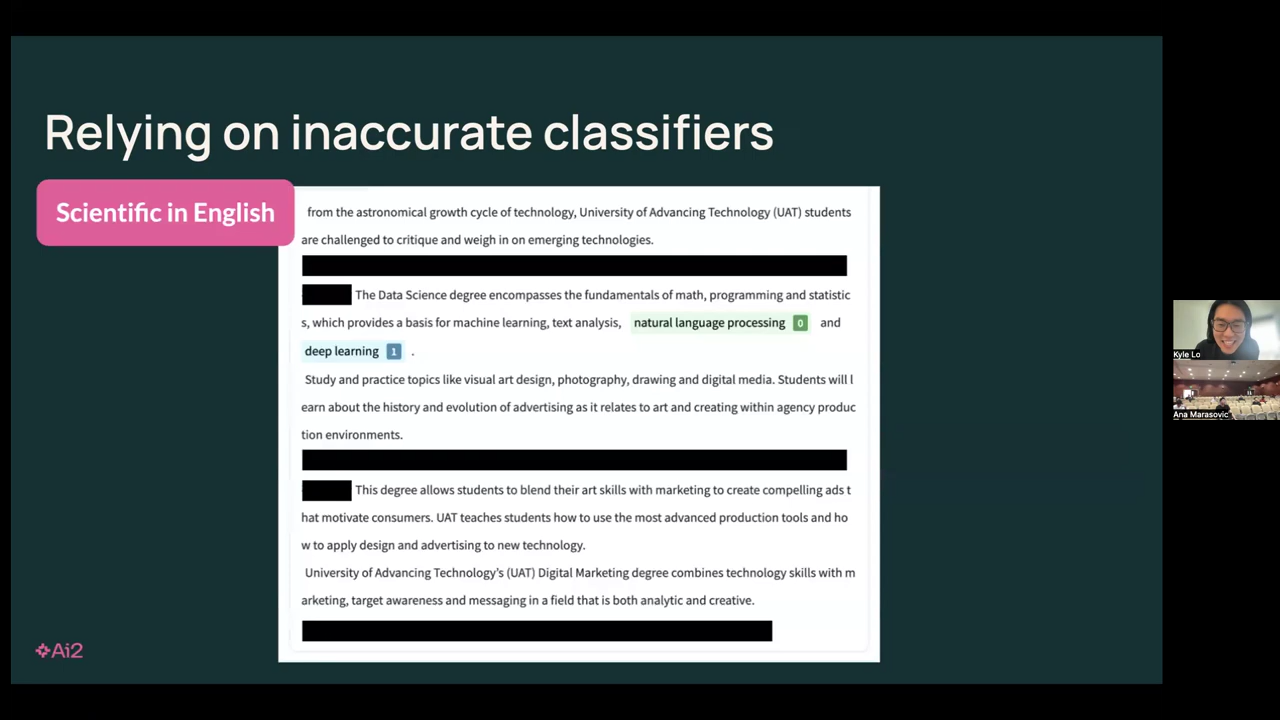 Relying on inaccurate classifiers
Scientific in English
from the astronomical growth cycle of technology, University of Advancing Technology (UAT) students
are challenged to critique and weigh in on emerging technologies.
The Data Science degree encompasses the fundamentals of math, programming and statistic
s, which provides a basis for machine learning, text analysis, natural language processing 0 and
deep learning 1 .
Study and practice topics like visual art design, photography, drawing and digital media. Students will l
earn about the history and evolution of advertising as it relates to art and creating within agency produc
tion environments.
This degree allows students to blend their art skills with marketing to create compelling ads t
hat motivate consumers. UAT teaches students how to use the most advanced production tools and ho
w to apply design and advertising to new technology.
University of Advancing Technology’s (UAT) Digital Marketing degree combines technology skills with m
arketing, target awareness and messaging in a field that is both analytic and creative.
Ai2
Kyle Lo
Ana Marasovic